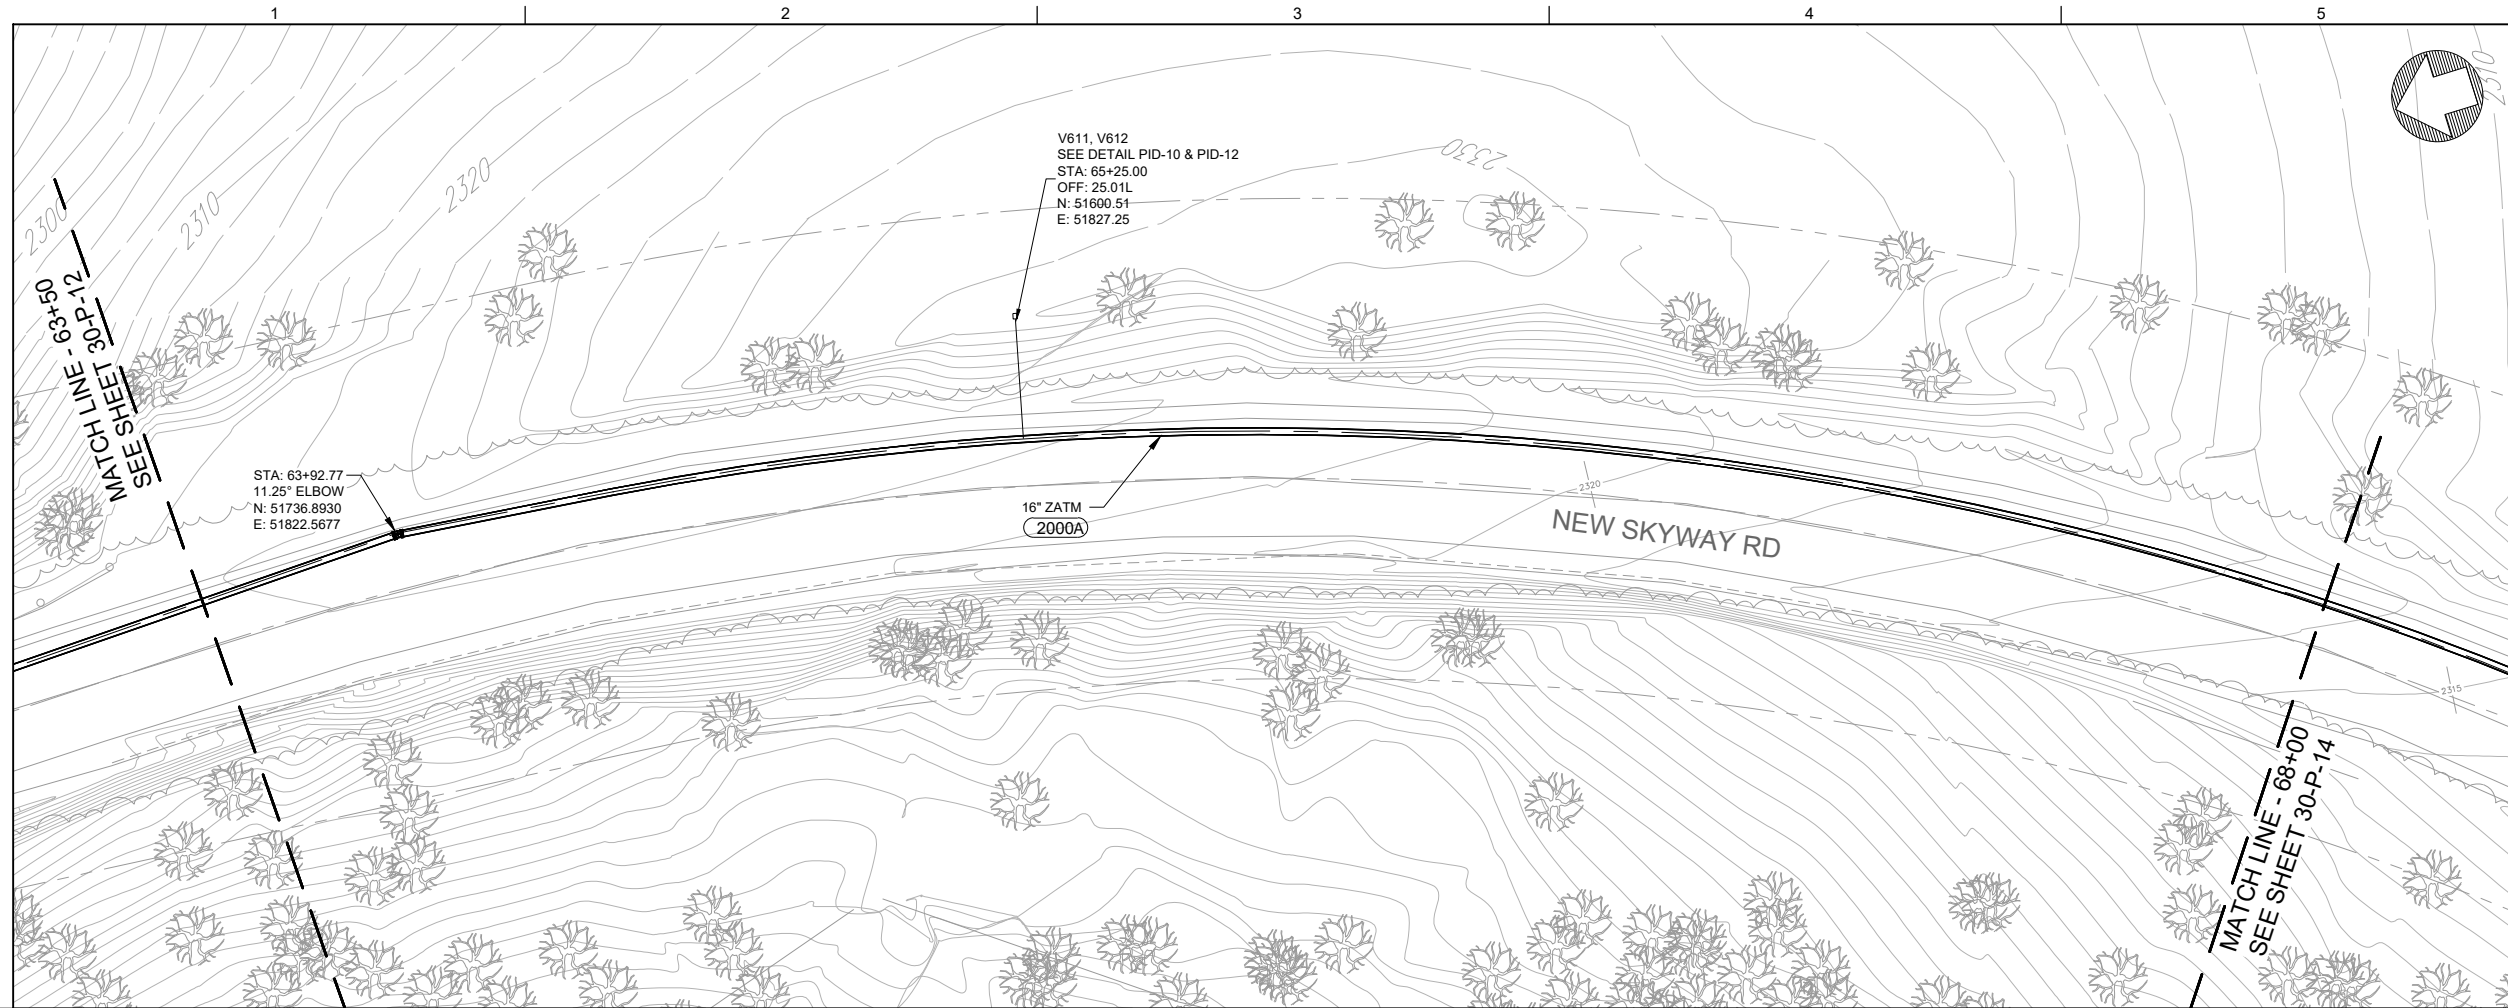 1
2
3
4
5
V611, V612
SEE DETAIL PID-10 & PID-12
STA: 65+25.00
OFF: 25.01L
N: 51600.51
E: 51827.25
2310
2330
2320
2310
2300
MATCH LINE - 63+50
SEE SHEET 30-P-12
STA: 63+92.77
11.25° ELBOW
N: 51736.8930
E: 51822.5677
16" ZATM
2000A
2320
NEW SKYWAY RD
2315
MATCH LINE - 68+00
SEE SHEET 30-P-14